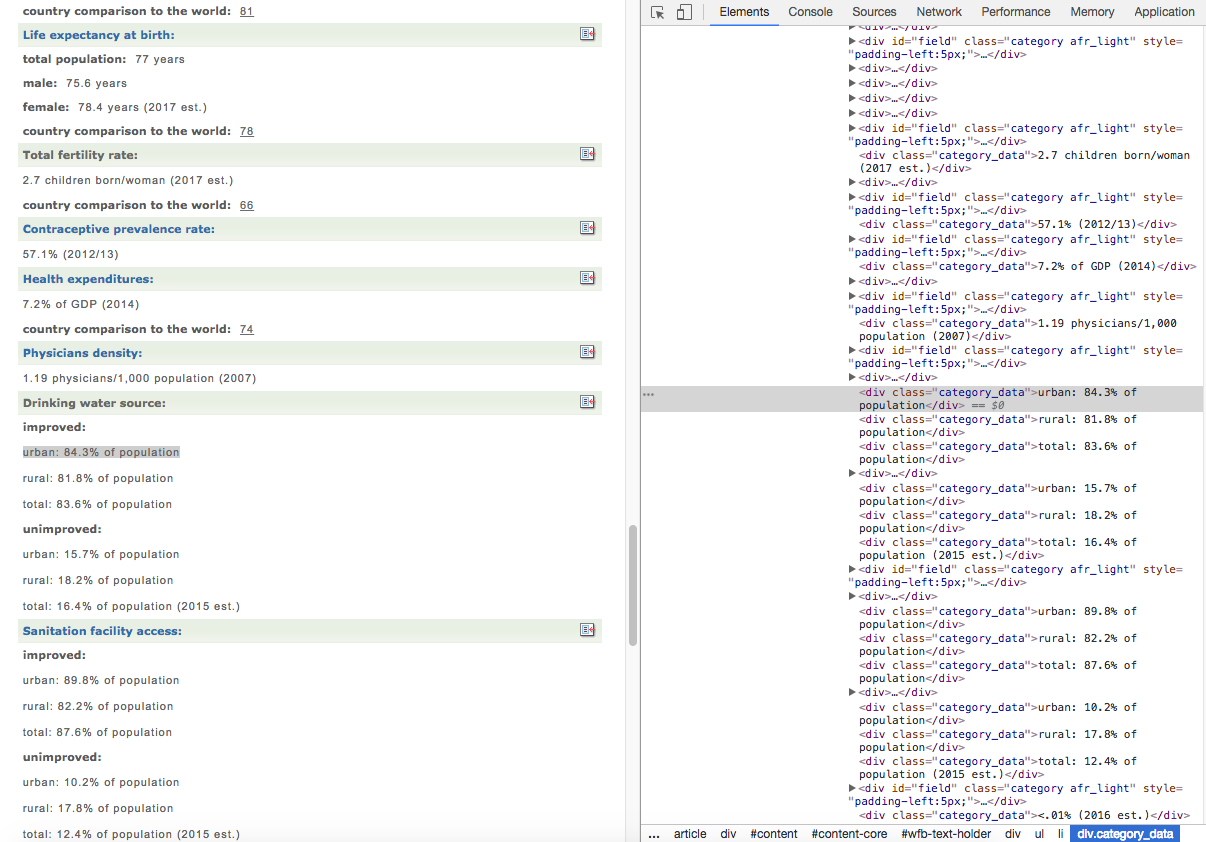 country comparison to the world: 81
Life expectancy at birth:
total population: 77 years
male: 75.6 years
female: 78.4 years (2017 est.)
country comparison to the world: 78
Total fertility rate:
2.7 children born/woman (2017 est.)
country comparison to the world: 66
Contraceptive prevalence rate:
57.1% (2012/13)
Health expenditures:
7.2% of GDP (2014)
country comparison to the world: 74
Physicians density:
1.19 physicians/1,000 population (2007)
Drinking water source:
improved:
urban: 84.3% of population
rural: 81.8% of population
total: 83.6% of population
unimproved:
urban: 15.7% of population
rural: 18.2% of population
total: 16.4% of population (2015 est.)
Sanitation facility access:
improved:
urban: 89.8% of population
rural: 82.2% of population
total: 87.6% of population
unimproved:
urban: 10.2% of population
rural: 17.8% of population
total: 12.4% of population (2015 est.)
Elements Console Sources Network Performance Memory Application
▶<div>…</div>
▶<div id="field" class="category afr_light" style=
"padding-left:5px;">…</div>
▶<div>…</div>
▶<div>…</div>
▶<div>…</div>
▶<div>…</div>
▶<div id="field" class="category afr_light" style=
"padding-left:5px;">…</div>
<div class="category_data">2.7 children born/woman
(2017 est.)</div>
▶<div>…</div>
▶<div id="field" class="category afr_light" style=
"padding-left:5px;">…</div>
<div class="category_data">57.1% (2012/13)</div>
▶<div id="field" class="category afr_light" style=
"padding-left:5px;">…</div>
<div class="category_data">7.2% of GDP (2014)</div>
▶<div>…</div>
▶<div id="field" class="category afr_light" style=
"padding-left:5px;">…</div>
<div class="category_data">1.19 physicians/1,000
population (2007)</div>
▶<div id="field" class="category afr_light" style=
"padding-left:5px;">…</div>
▶<div>…</div>
… <div class="category_data">urban: 84.3% of
population</div> == $0
<div class="category_data">rural: 81.8% of
population</div>
<div class="category_data">total: 83.6% of
population</div>
▶<div>…</div>
<div class="category_data">urban: 15.7% of
population</div>
<div class="category_data">rural: 18.2% of
population</div>
<div class="category_data">total: 16.4% of
population (2015 est.)</div>
▶<div id="field" class="category afr_light" style=
"padding-left:5px;">…</div>
▶<div>…</div>
<div class="category_data">urban: 89.8% of
population</div>
<div class="category_data">rural: 82.2% of
population</div>
<div class="category_data">total: 87.6% of
population</div>
▶<div>…</div>
<div class="category_data">urban: 10.2% of
population</div>
<div class="category_data">rural: 17.8% of
population</div>
<div class="category_data">total: 12.4% of
population (2015 est.)</div>
▶<div id="field" class="category afr_light" style=
"padding-left:5px;">…</div>
<div class="category_data"><.01% (2016 est.)</div>
… article div #content #content-core #wfb-text-holder div ul li div.category_data